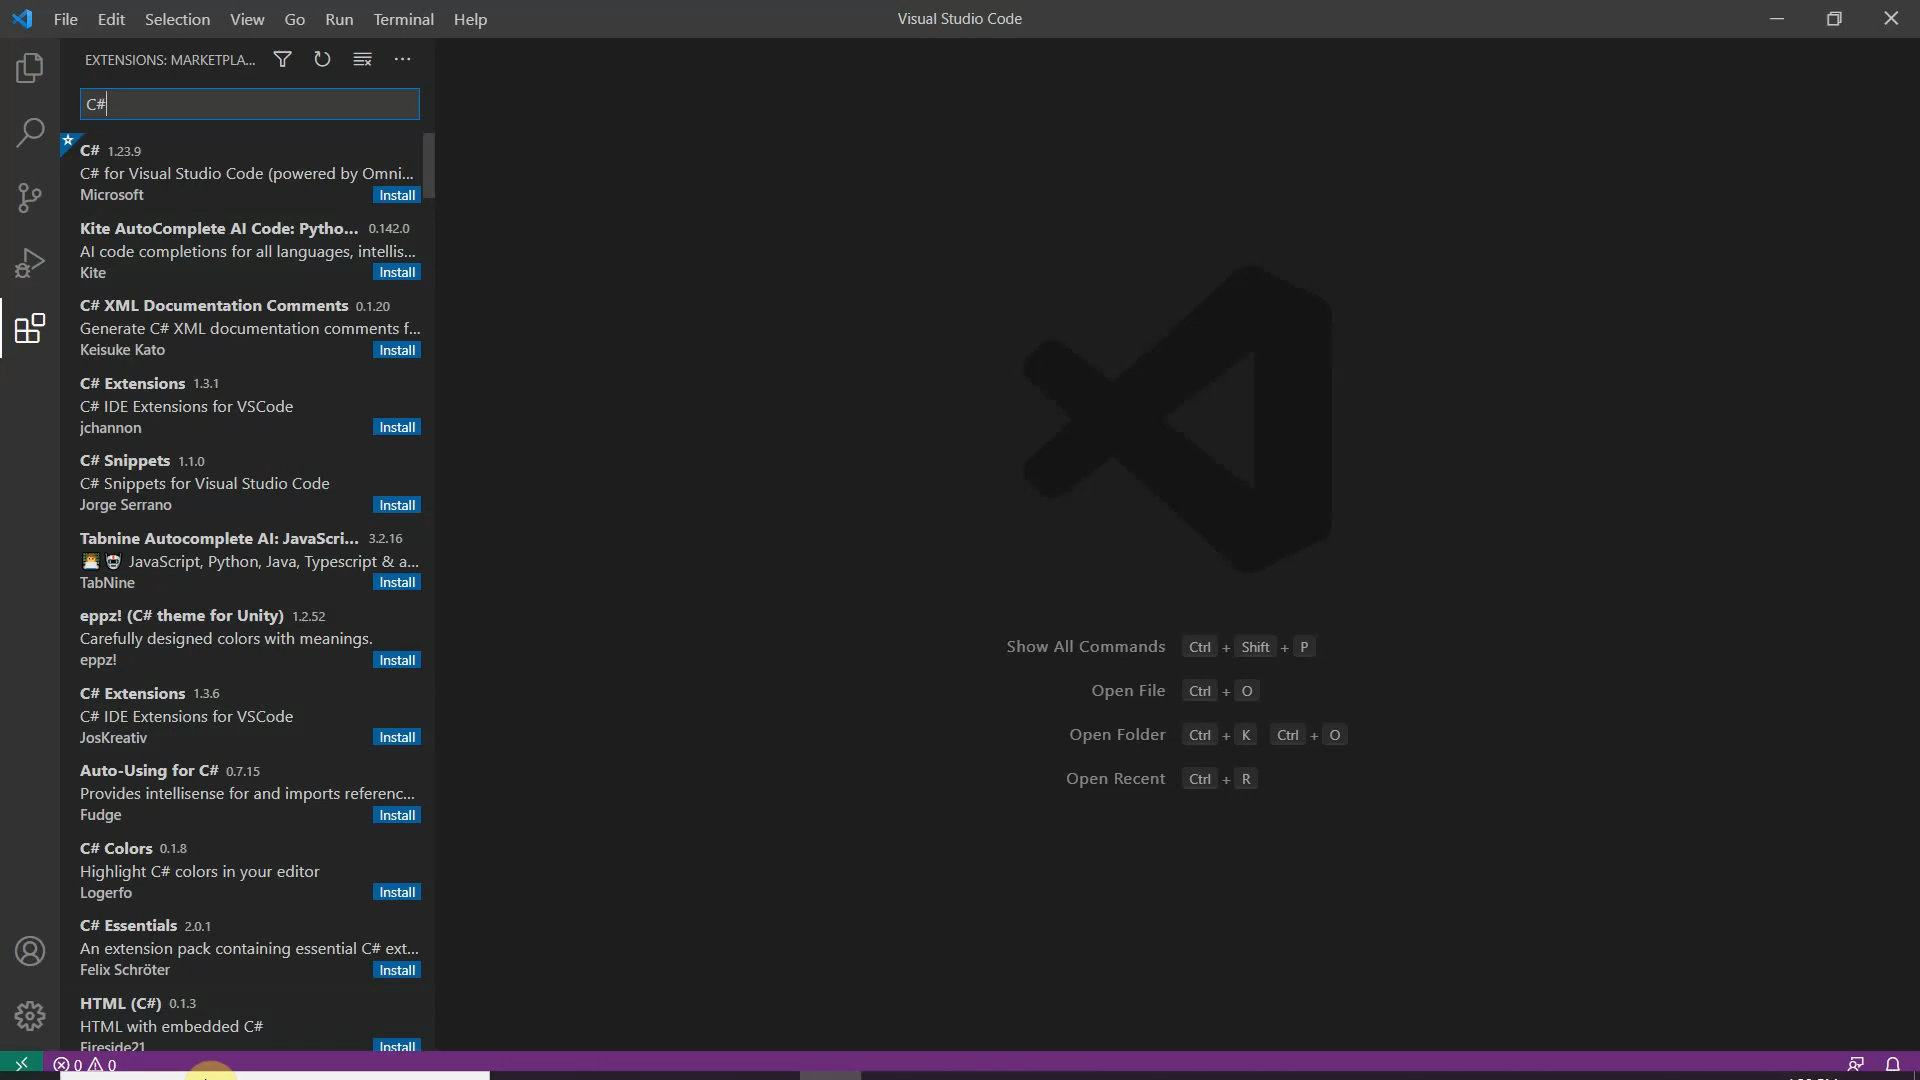 File Edit Selection View Go Run Terminal Help
Visual Studio Code
EXTENSIONS: MARKETPLA...
C#
C# 1.23.9
C# for Visual Studio Code (powered by Omni...
Microsoft Install
Kite AutoComplete AI Code: Pytho... 0.142.0
AI code completions for all languages, intellis...
Kite Install
C# XML Documentation Comments 0.1.20
Generate C# XML documentation comments f...
Keisuke Kato Install
C# Extensions 1.3.1
C# IDE Extensions for VSCode
jchannon Install
C# Snippets 1.1.0
C# Snippets for Visual Studio Code
Jorge Serrano Install
Tabnine Autocomplete AI: JavaScri... 3.2.16
JavaScript, Python, Java, Typescript & a...
TabNine Install
eppz! (C# theme for Unity) 1.2.52
Carefully designed colors with meanings.
eppz! Install
C# Extensions 1.3.6
C# IDE Extensions for VSCode
JosKreativ Install
Auto-Using for C# 0.7.15
Provides intellisense for and imports referenc...
Fudge Install
C# Colors 0.1.8
Highlight C# colors in your editor
Logerfo Install
C# Essentials 2.0.1
An extension pack containing essential C# ext...
Felix Schröter Install
HTML (C#) 0.1.3
HTML with embedded C#
Fireside21 Install
Show All Commands Ctrl + Shift + P
Open File Ctrl + O
Open Folder Ctrl + K Ctrl + O
Open Recent Ctrl + R
0 0